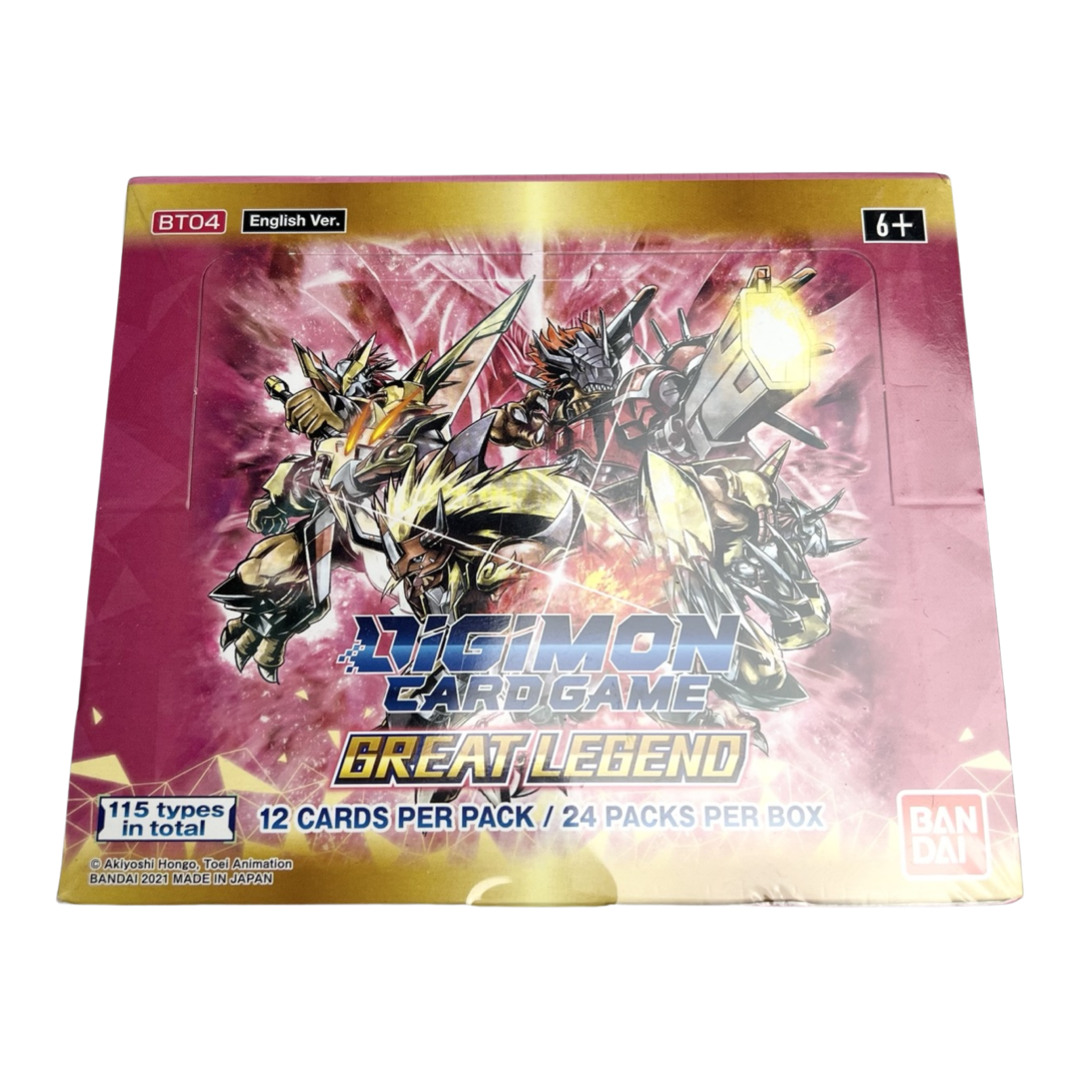 BT04
English Ver.
6+
DIGIMON
CARD GAME
GREAT LEGEND
115 types
in total
12 CARDS PER PACK / 24 PACKS PER BOX
BAN
DAI
© Akiyoshi Hongo, Toei Animation
BANDAI 2021 MADE IN JAPAN